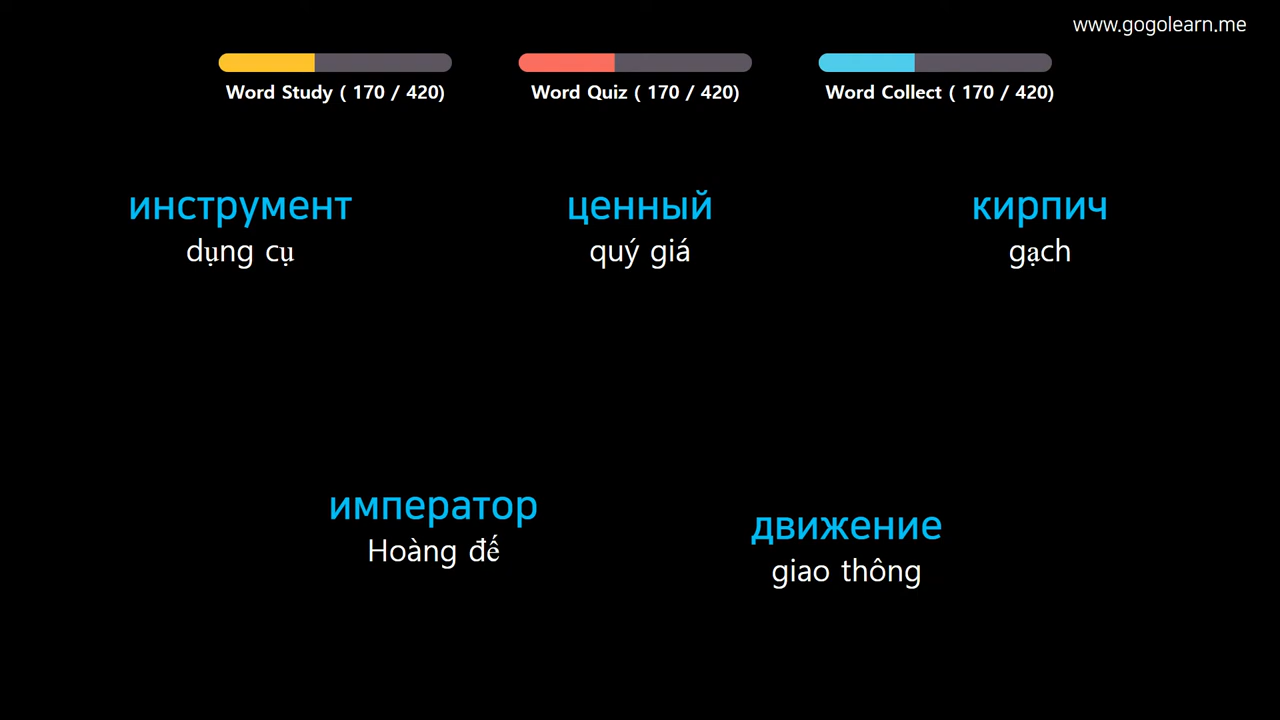 www.gogolearn.me
Word Study ( 170 / 420)
Word Quiz ( 170 / 420)
Word Collect ( 170 / 420)
инструмент
dụng cụ
ценный
quý giá
кирпич
gạch
император
Hoàng đế
движение
giao thông